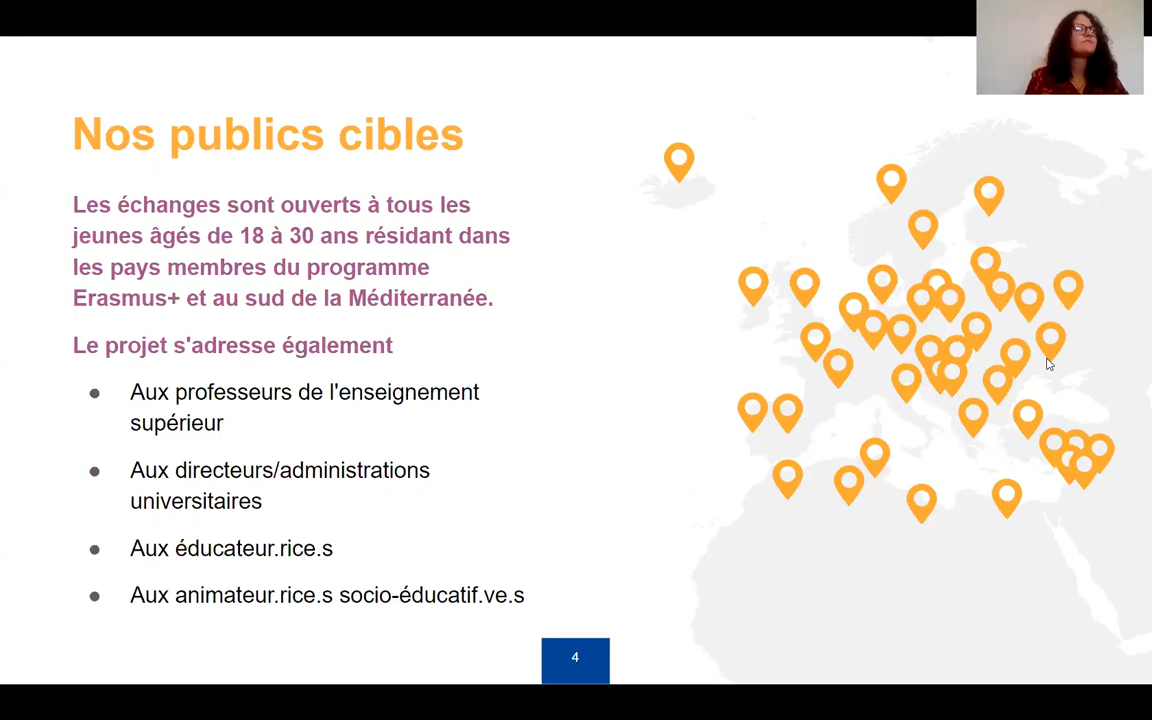 Nos publics cibles
Les échanges sont ouverts à tous les
jeunes âgés de 18 à 30 ans résidant dans
les pays membres du programme
Erasmus+ et au sud de la Méditerranée.
Le projet s'adresse également
● Aux professeurs de l'enseignement
supérieur
● Aux directeurs/administrations
universitaires
● Aux éducateur.rice.s
● Aux animateur.rice.s socio-éducatif.ve.s
4